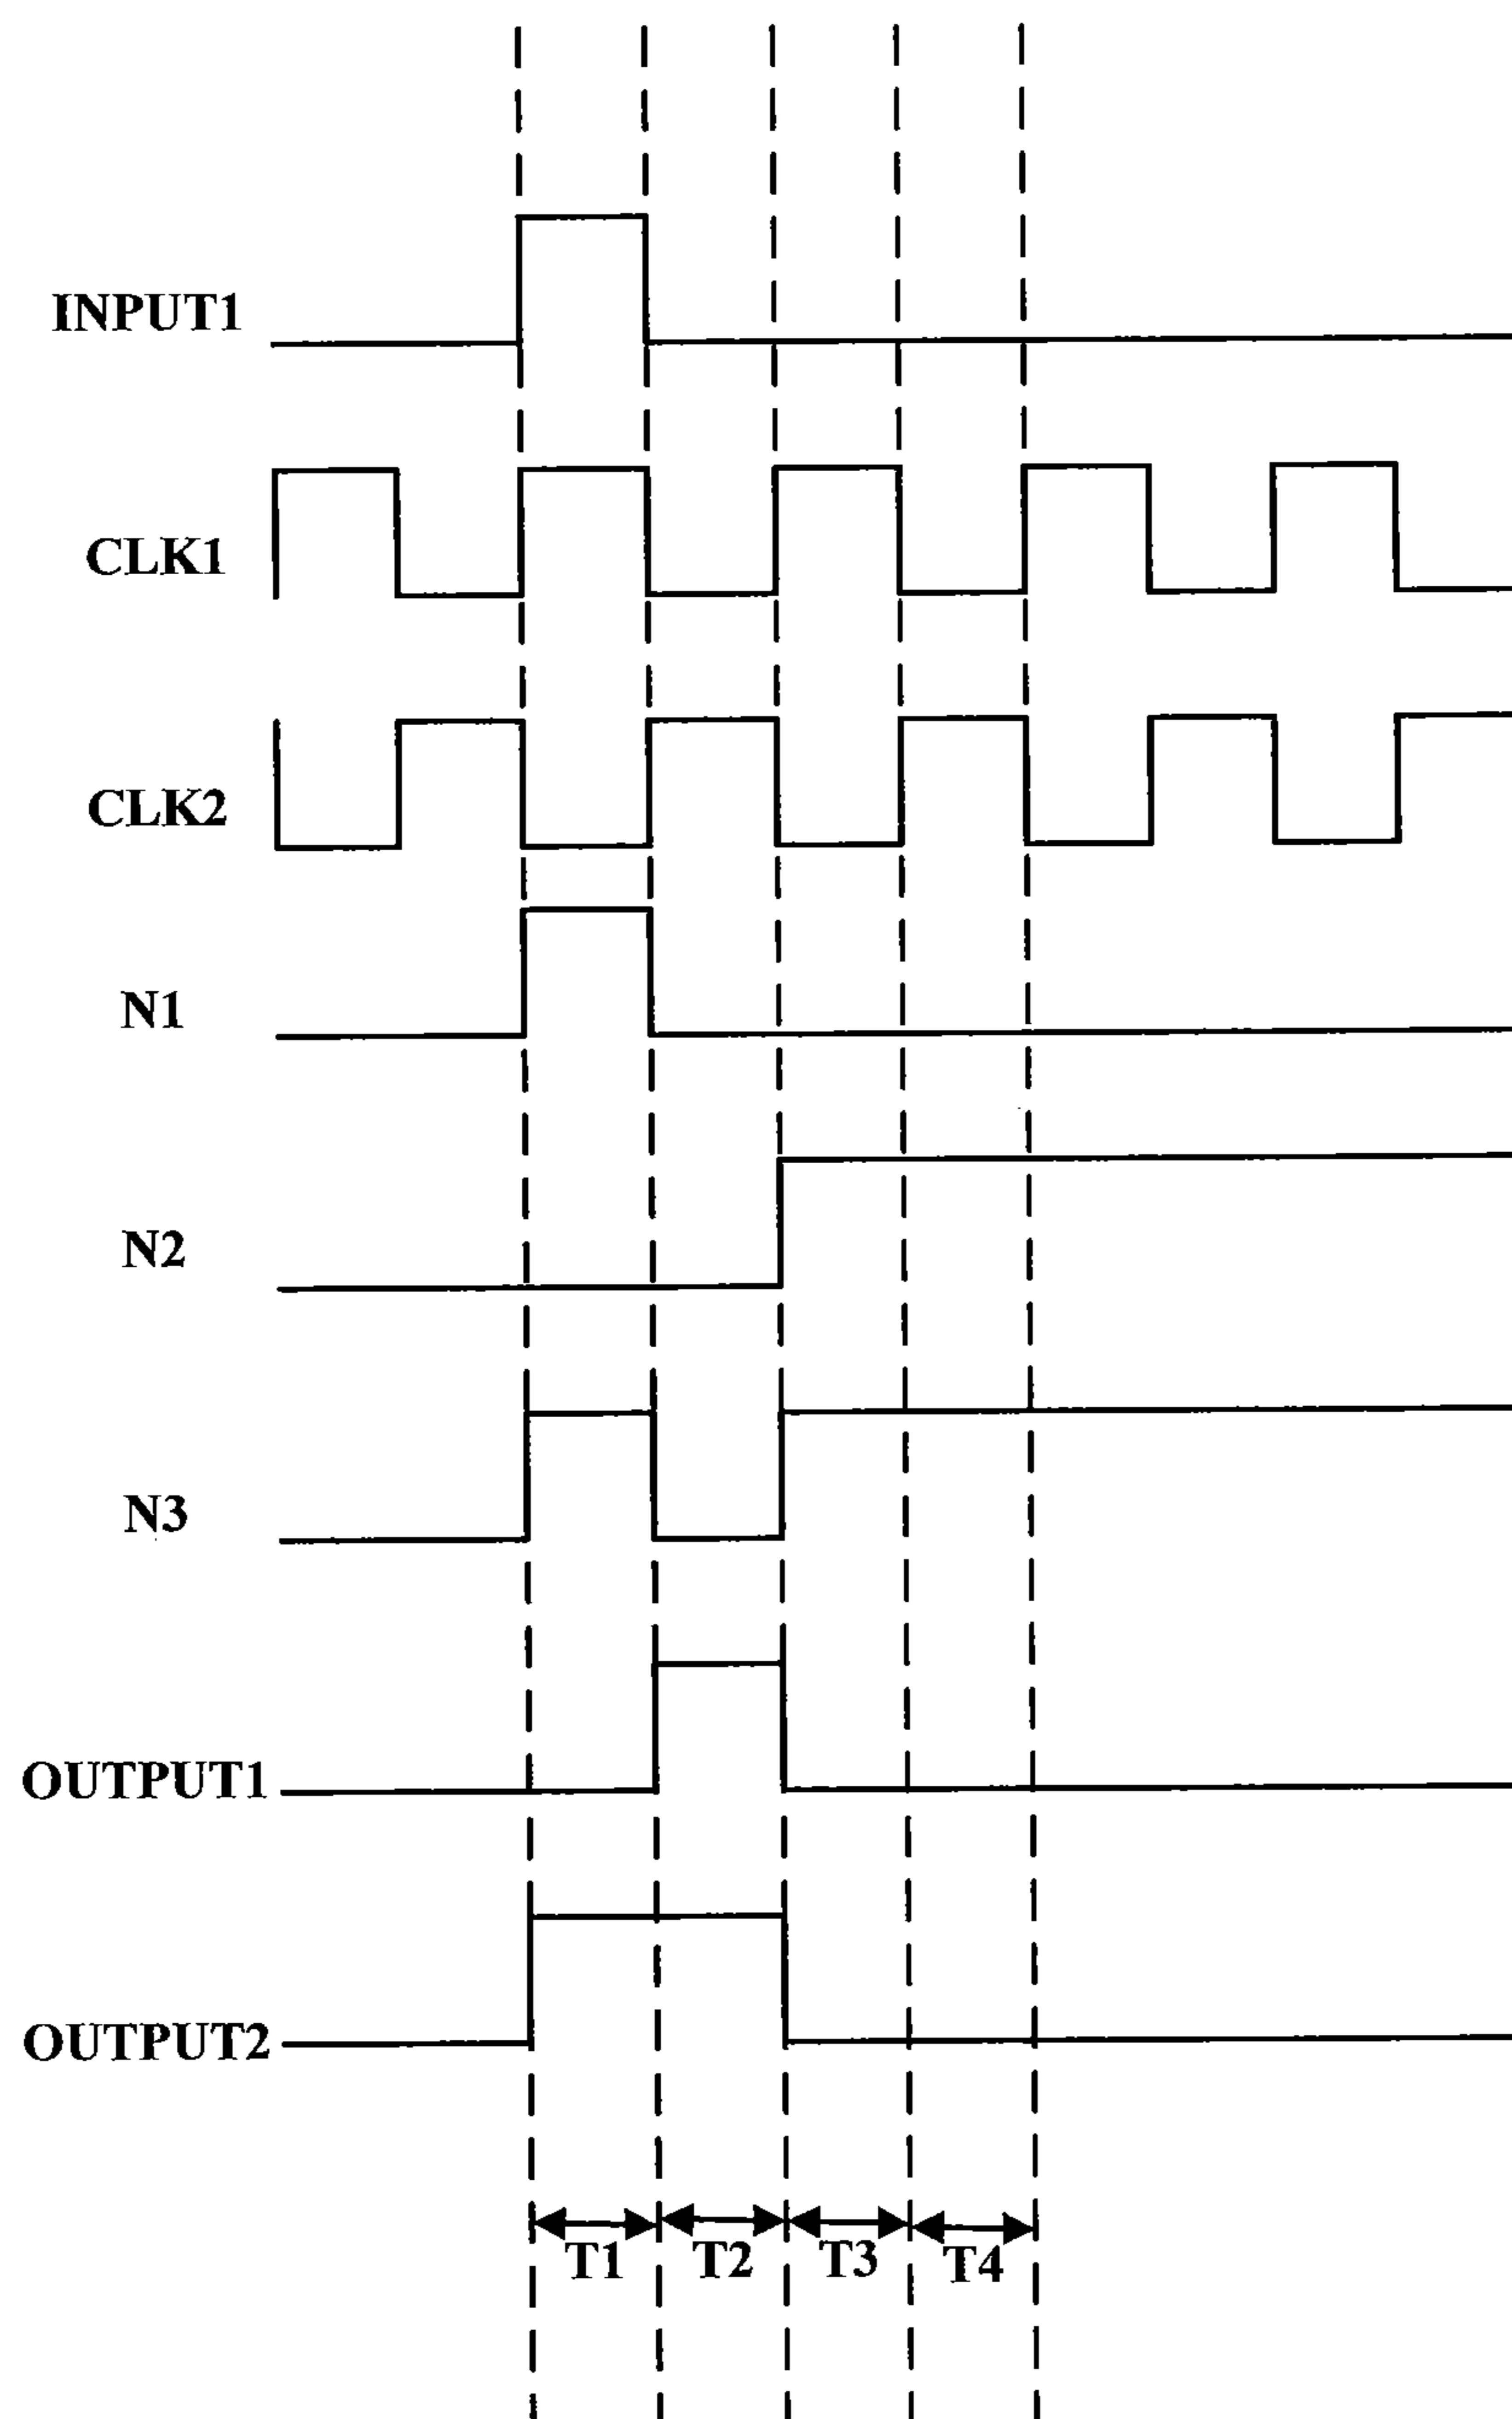 INPUT1
CLK1
CLK2
N1
N2
N3
OUTPUT1
OUTPUT2
T1 T2 T3 T4